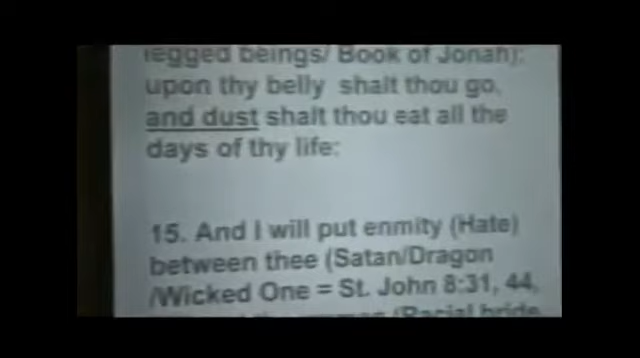 legged beings/ Book of Jonah):
upon thy belly shalt thou go,
and dust shalt thou eat all the
days of thy life:
15. And I will put enmity (Hate)
between thee (Satan/Dragon
/Wicked One = St. John 8:31, 44,
(Racial bride